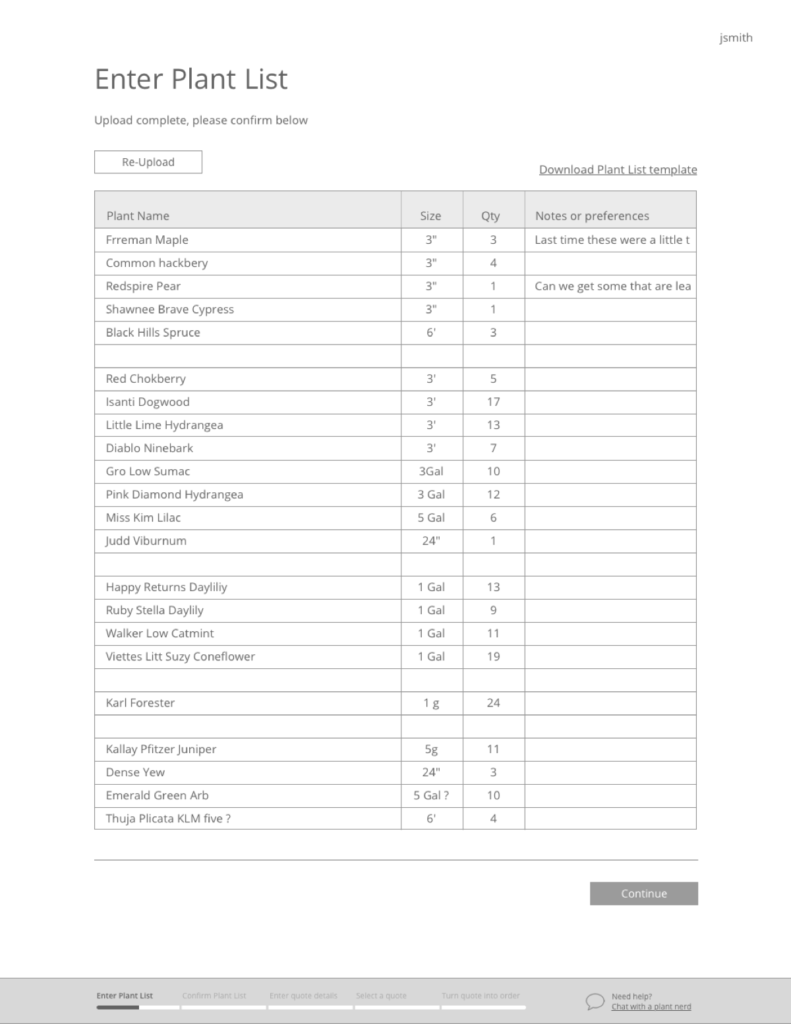 jsmith
Enter Plant List
Upload complete, please confirm below
Re-Upload
Download Plant List template
Plant Name Size Qty Notes or preferences
Frreman Maple 3" 3 Last time these were a little t
Common hackbery 3" 4
Redspire Pear 3" 1 Can we get some that are lea
Shawnee Brave Cypress 3" 1
Black Hills Spruce 6' 3
Red Chokberry 3' 5
Isanti Dogwood 3' 17
Little Lime Hydrangea 3' 13
Diablo Ninebark 3' 7
Gro Low Sumac 3Gal 10
Pink Diamond Hydrangea 3 Gal 12
Miss Kim Lilac 5 Gal 6
Judd Viburnum 24" 1
Happy Returns Dayliliy 1 Gal 13
Ruby Stella Daylily 1 Gal 9
Walker Low Catmint 1 Gal 11
Viettes Litt Suzy Coneflower 1 Gal 19
Karl Forester 1 g 24
Kallay Pfitzer Juniper 5g 11
Dense Yew 24" 3
Emerald Green Arb 5 Gal ? 10
Thuja Plicata KLM five ? 6' 4
Continue
Enter Plant List Confirm Plant List Enter quote details Select a quote Turn quote into order
Need help?
Chat with a plant nerd